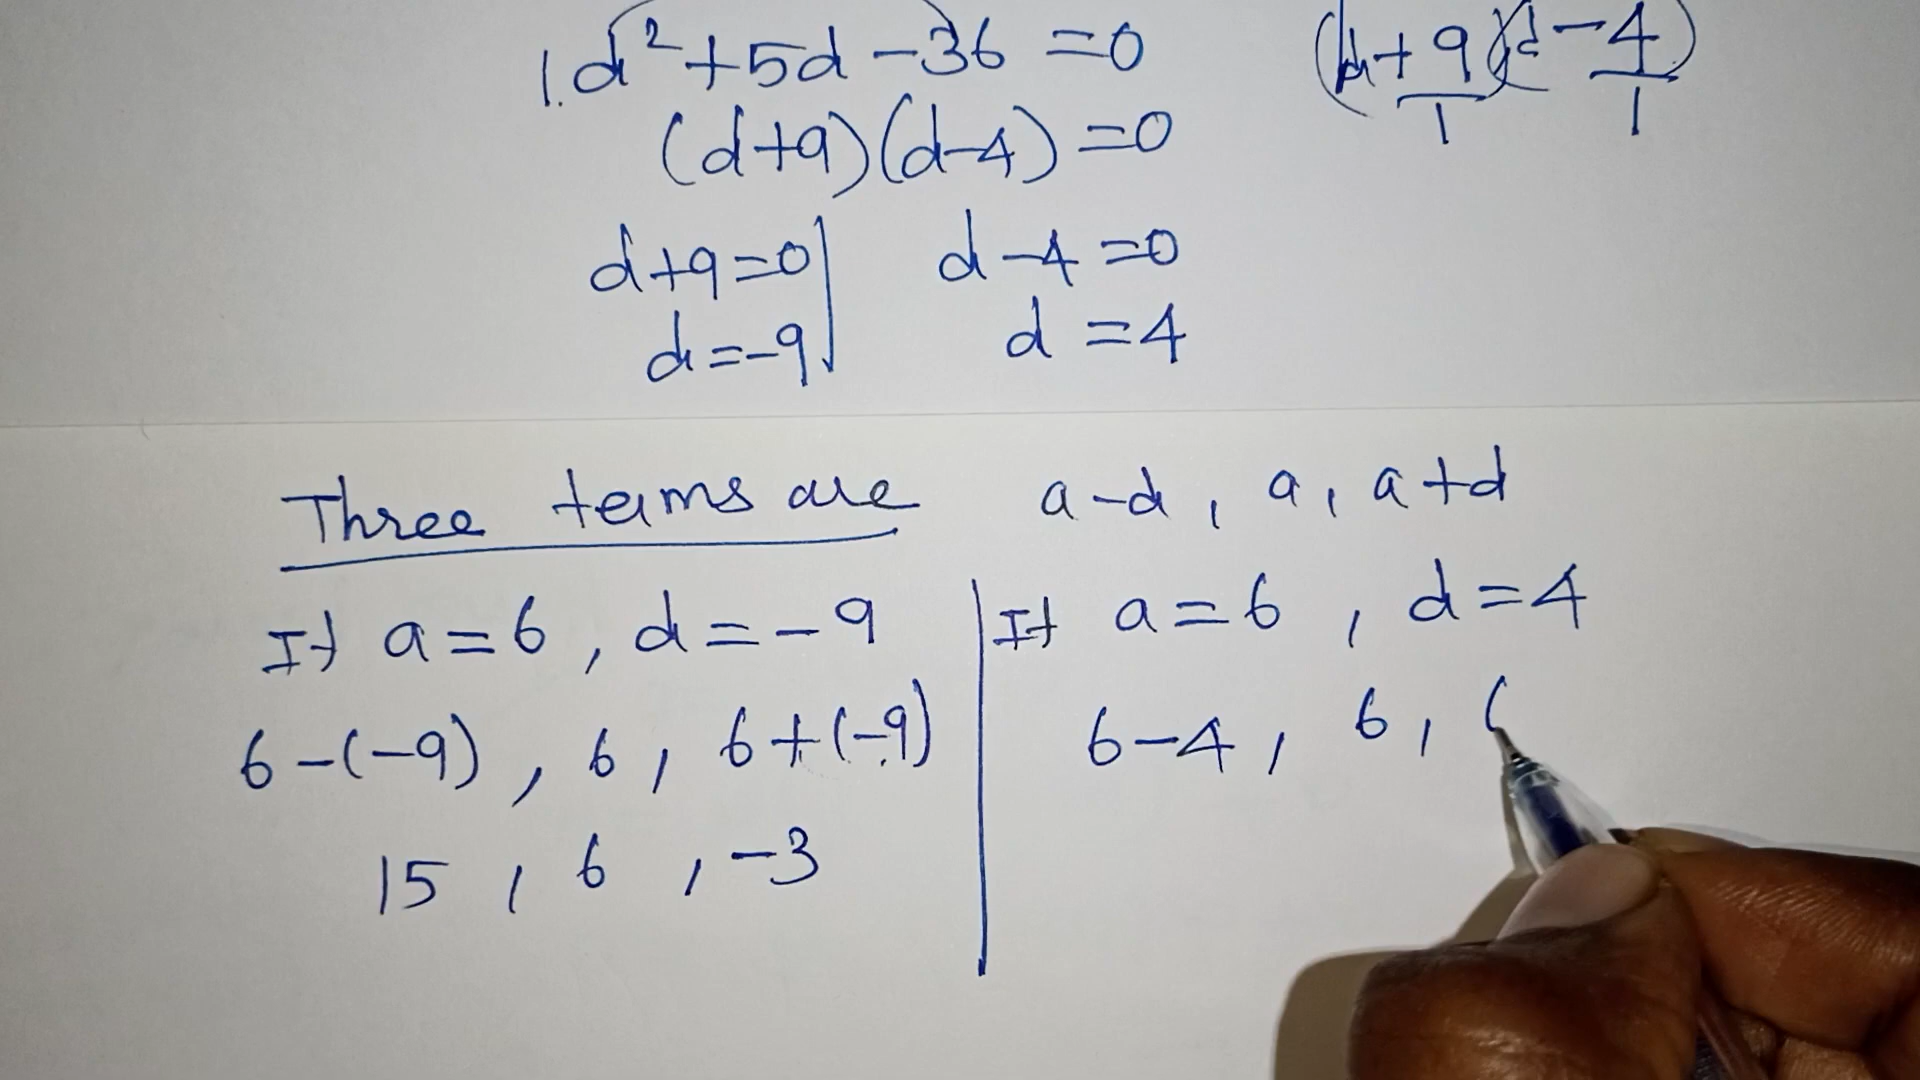 1. d²+5d-36=0
(d+9)(d-4)=0
(d+9)(d-4)
1 1
d+9=0 d-4=0
d=-9 d=4
Three terms are a-d, a, a+d
If a=6, d=-9
6-(-9), 6, 6+(-9)
15, 6, -3
If a=6, d=4
6-4, 6,